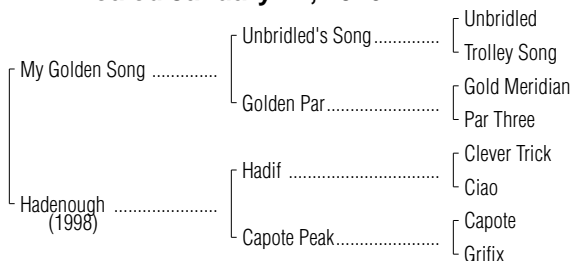 Unbridled
Unbridled's Song..............
Trolley Song
My Golden Song ..............
Gold Meridian
Golden Par........................
Par Three
Clever Trick
Hadif ................................
Ciao
Hadenough ......................
(1998)
Capote
Capote Peak......................
Grifix